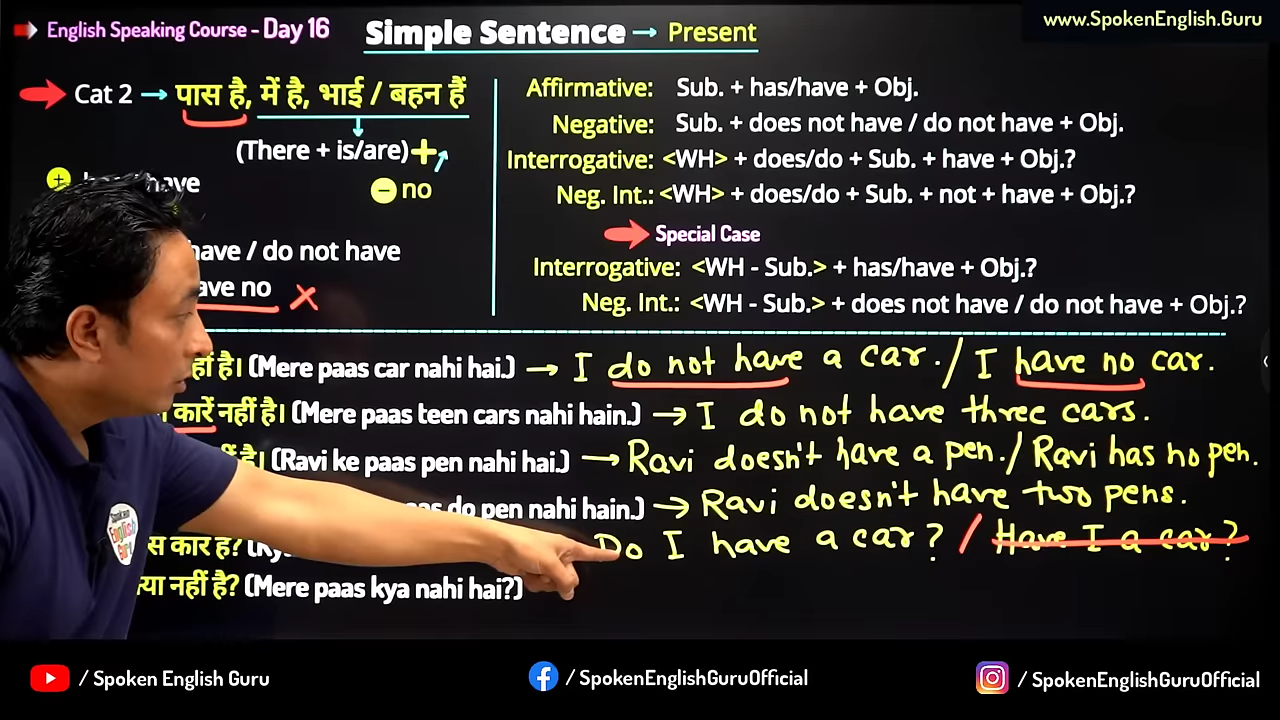 English Speaking Course - Day 16
Simple Sentence → Present
www.SpokenEnglish.Guru
Cat 2 → पास है, में है, भाई / बहन हैं
(There + is/are) +
− no
+
have
have / do not have
ave no ×
Affirmative: Sub. + has/have + Obj.
Negative: Sub. + does not have / do not have + Obj.
Interrogative: <WH> + does/do + Sub. + have + Obj.?
Neg. Int.: <WH> + does/do + Sub. + not + have + Obj.?
Special Case
Interrogative: <WH - Sub.> + has/have + Obj.?
Neg. Int.: <WH - Sub.> + does not have / do not have + Obj.?
है। (Mere paas car nahi hai.) → I do not have a car. / I have no car.
कारें नहीं है। (Mere paas teen cars nahi hain.) → I do not have three cars.
(Ravi ke paas pen nahi hai.) → Ravi doesn't have a pen. / Ravi has no pen.
do pen nahi hain.) → Ravi doesn't have two pens.
कार है? Do I have a car? / Have I a car?
क्या नहीं है? (Mere paas kya nahi hai?)
Spoken English Guru
/ Spoken English Guru
/ SpokenEnglishGuruOfficial
/ SpokenEnglishGuruOfficial